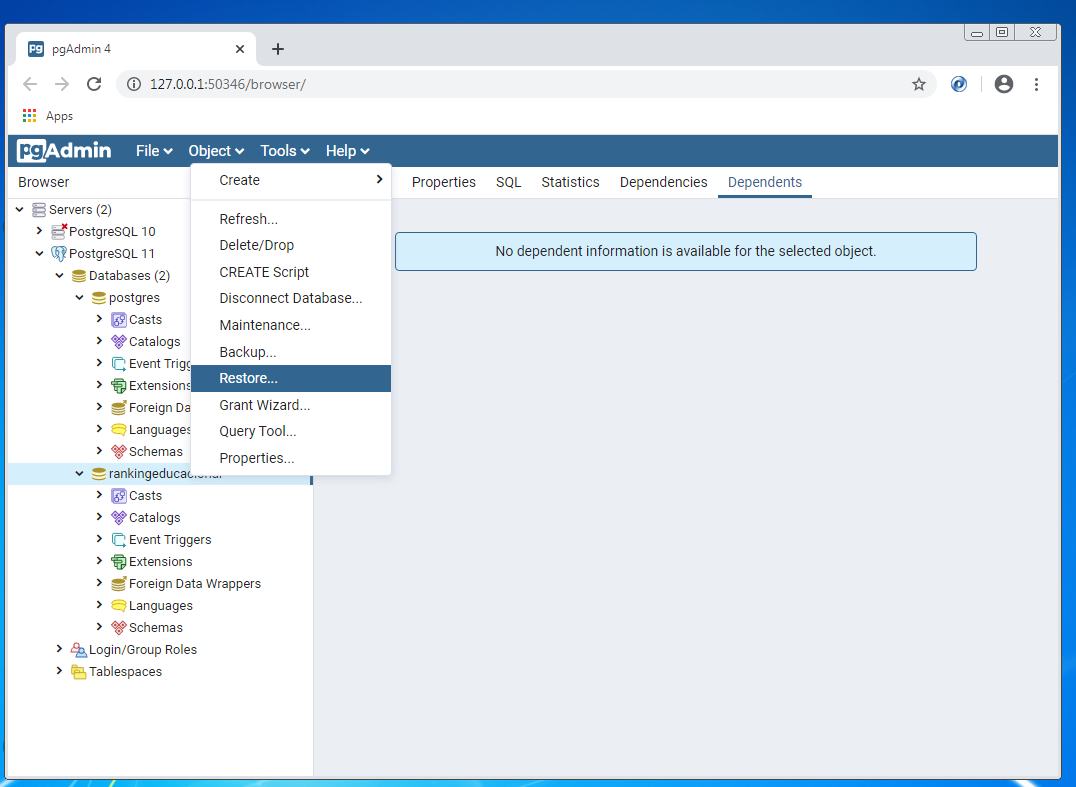 pgAdmin 4
127.0.0.1:50346/browser/
Apps
pgAdmin File Object Tools Help
Browser
Properties SQL Statistics Dependencies Dependents
Create
Refresh...
Delete/Drop
CREATE Script
Disconnect Database...
Maintenance...
Backup...
Restore...
Grant Wizard...
Query Tool...
Properties...
No dependent information is available for the selected object.
Servers (2)
PostgreSQL 10
PostgreSQL 11
Databases (2)
postgres
Casts
Catalogs
Event Trigg
Extensions
Foreign Da
Languages
Schemas
rankingeducacional
Casts
Catalogs
Event Triggers
Extensions
Foreign Data Wrappers
Languages
Schemas
Login/Group Roles
Tablespaces